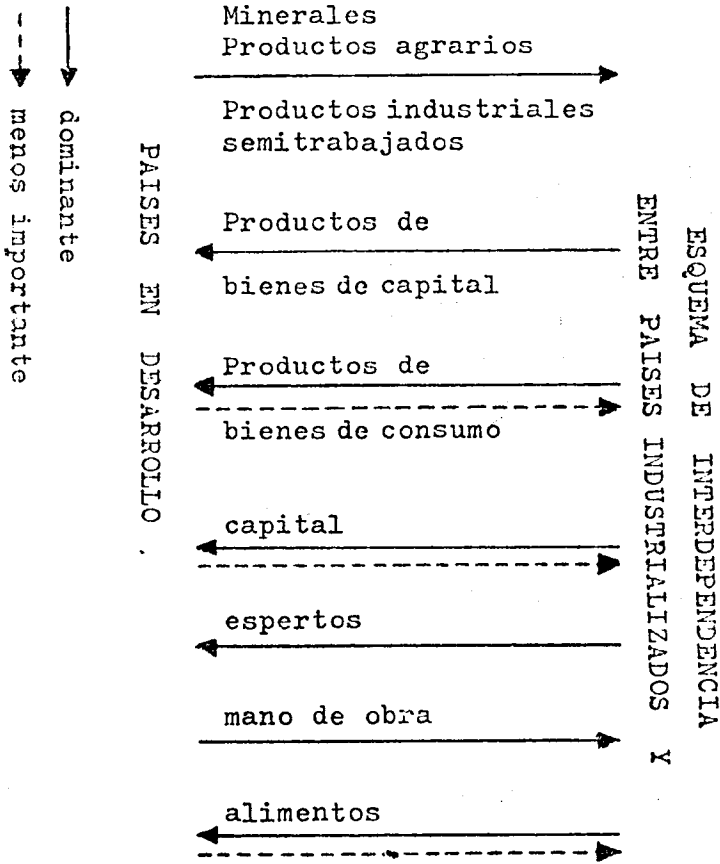 ESQUEMA DE INTERDEPENDENCIA
ENTRE PAISES INDUSTRIALIZADOS Y
PAISES EN DESARROLLO.
dominante
menos importante
Minerales
Productos agrarios
Productos industriales
semitrabajados
Productos de
bienes de capital
Productos de
bienes de consumo
capital
espertos
mano de obra
alimentos